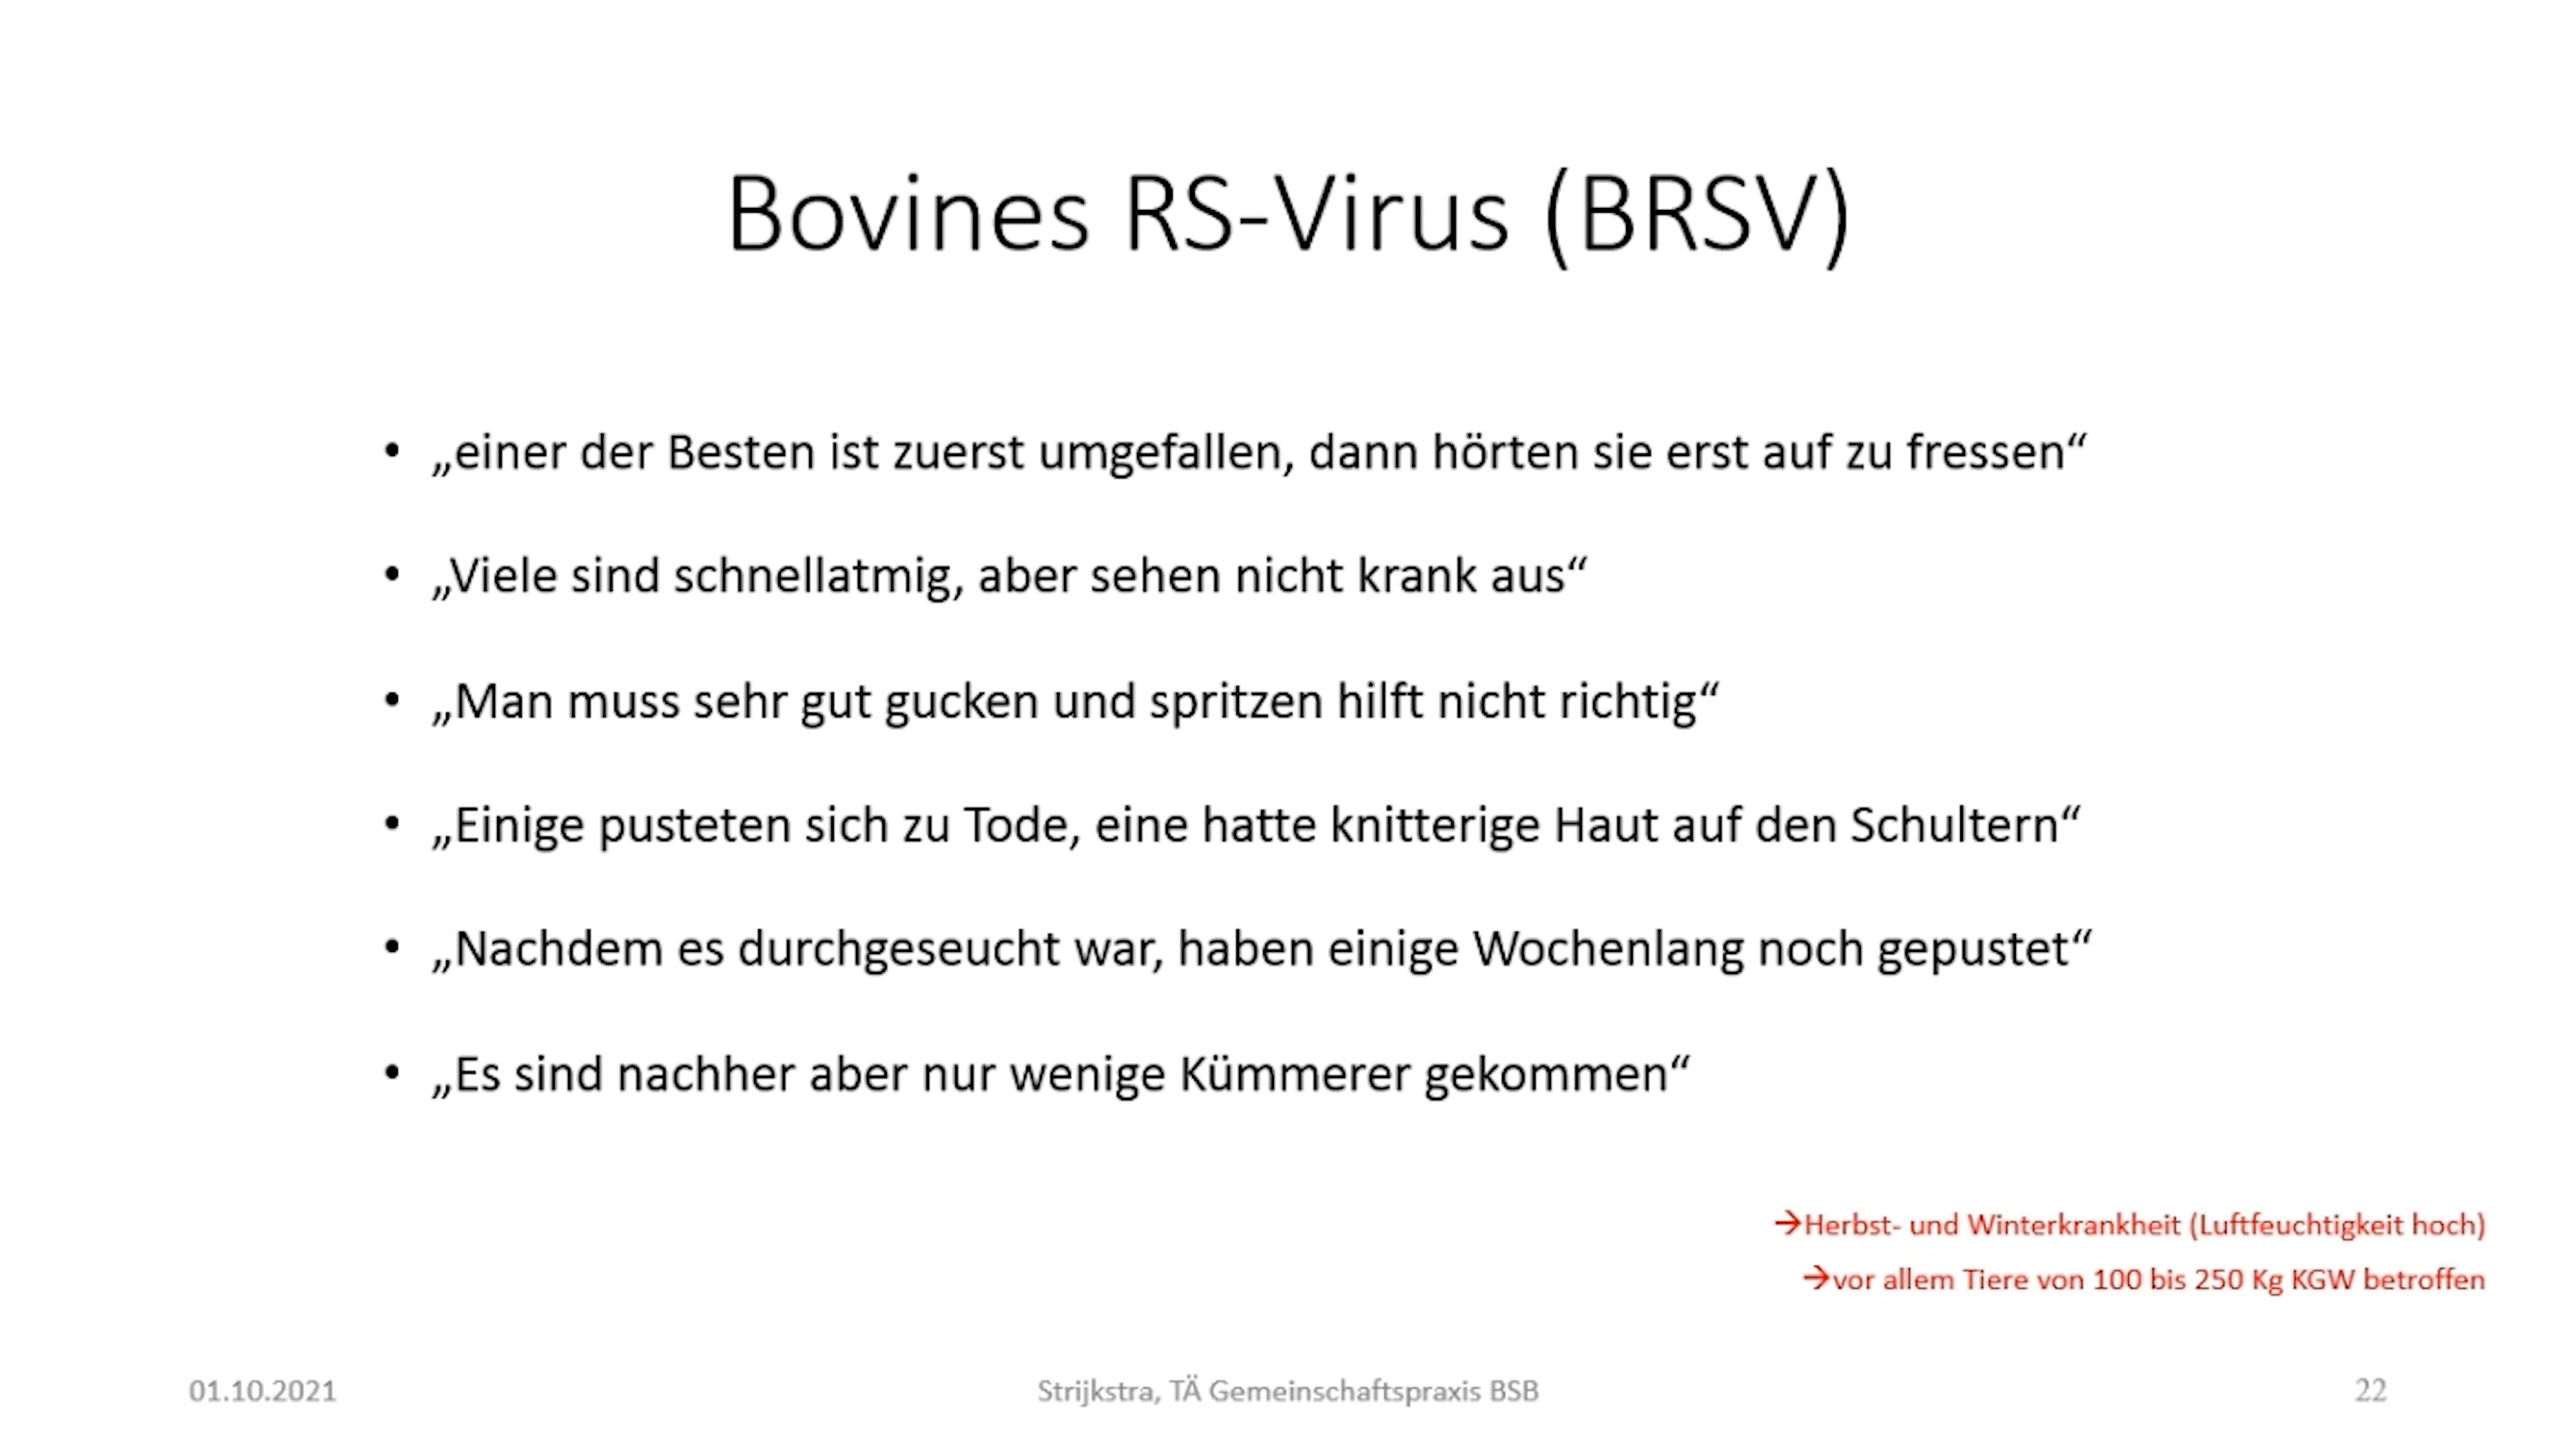 Bovines RS-Virus (BRSV)
• „einer der Besten ist zuerst umgefallen, dann hörten sie erst auf zu fressen“
• „Viele sind schnellatmig, aber sehen nicht krank aus“
• „Man muss sehr gut gucken und spritzen hilft nicht richtig“
• „Einige pusteten sich zu Tode, eine hatte knitterige Haut auf den Schultern“
• „Nachdem es durchgeseucht war, haben einige Wochenlang noch gepustet“
• „Es sind nachher aber nur wenige Kümmerer gekommen“
→Herbst- und Winterkrankheit (Luftfeuchtigkeit hoch)
→vor allem Tiere von 100 bis 250 Kg KGW betroffen
01.10.2021
Strijkstra, TÄ Gemeinschaftspraxis BSB
22